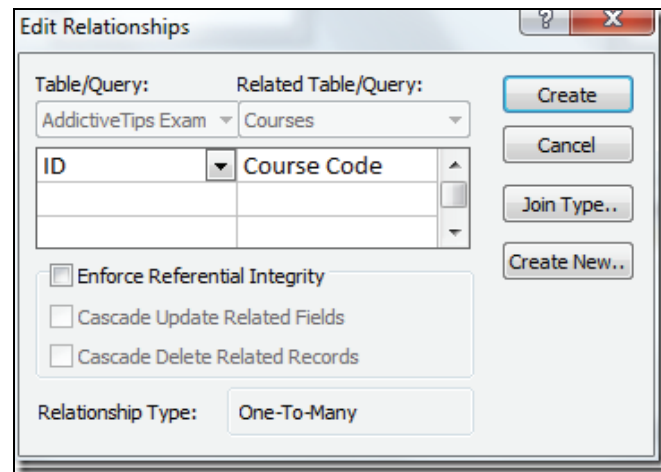 Edit Relationships
Table/Query: Related Table/Query:
AddictiveTips Exam Courses
ID Course Code
Create
Cancel
Join Type..
Create New..
Enforce Referential Integrity
Cascade Update Related Fields
Cascade Delete Related Records
Relationship Type: One-To-Many